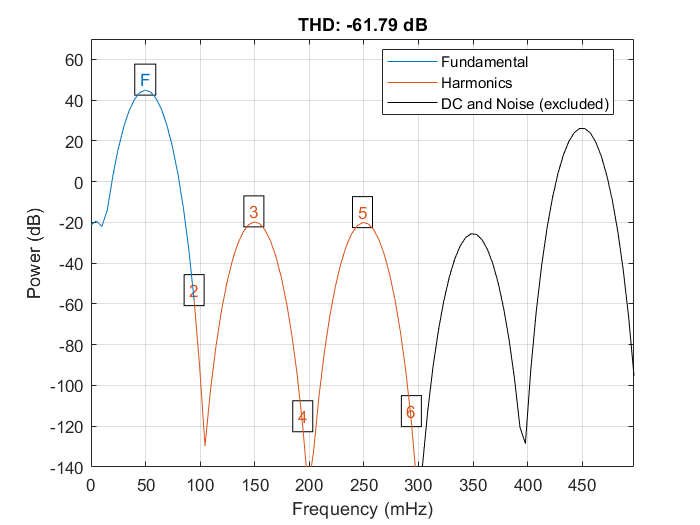 THD: -61.79 dB
Fundamental
Harmonics
DC and Noise (excluded)
F
2
3
4
5
6
60
40
20
0
-20
-40
-60
-80
-100
-120
-140
Power (dB)
0 50 100 150 200 250 300 350 400 450
Frequency (mHz)